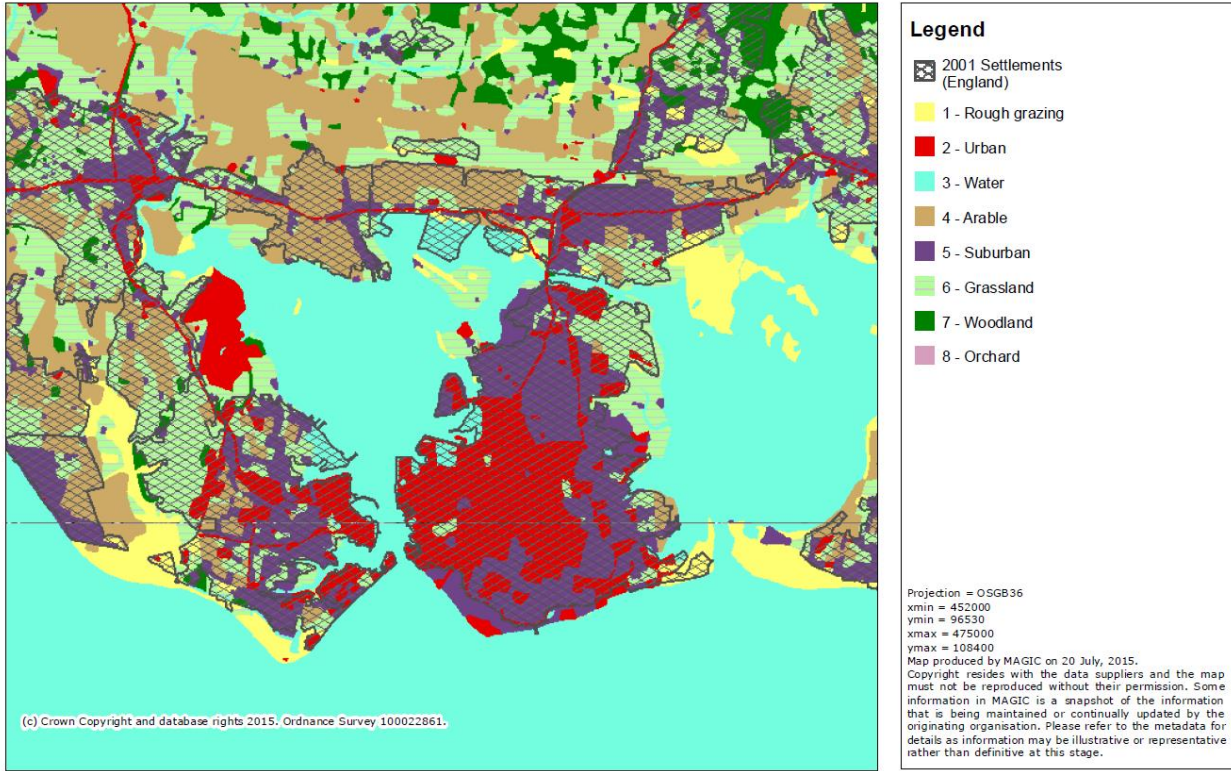 Legend
2001 Settlements
(England)
1 - Rough grazing
2 - Urban
3 - Water
4 - Arable
5 - Suburban
6 - Grassland
7 - Woodland
8 - Orchard
Projection = OSGB36
xmin = 452000
ymin = 96530
xmax = 475000
ymax = 108400
Map produced by MAGIC on 20 July, 2015.
Copyright resides with the data suppliers and the map
must not be reproduced without their permission. Some
information in MAGIC is a snapshot of the information
that is being maintained or continually updated by the
originating organisation. Please refer to the metadata for
details as information may be illustrative or representative
rather than definitive at this stage.
(c) Crown Copyright and database rights 2015. Ordnance Survey 100022861.